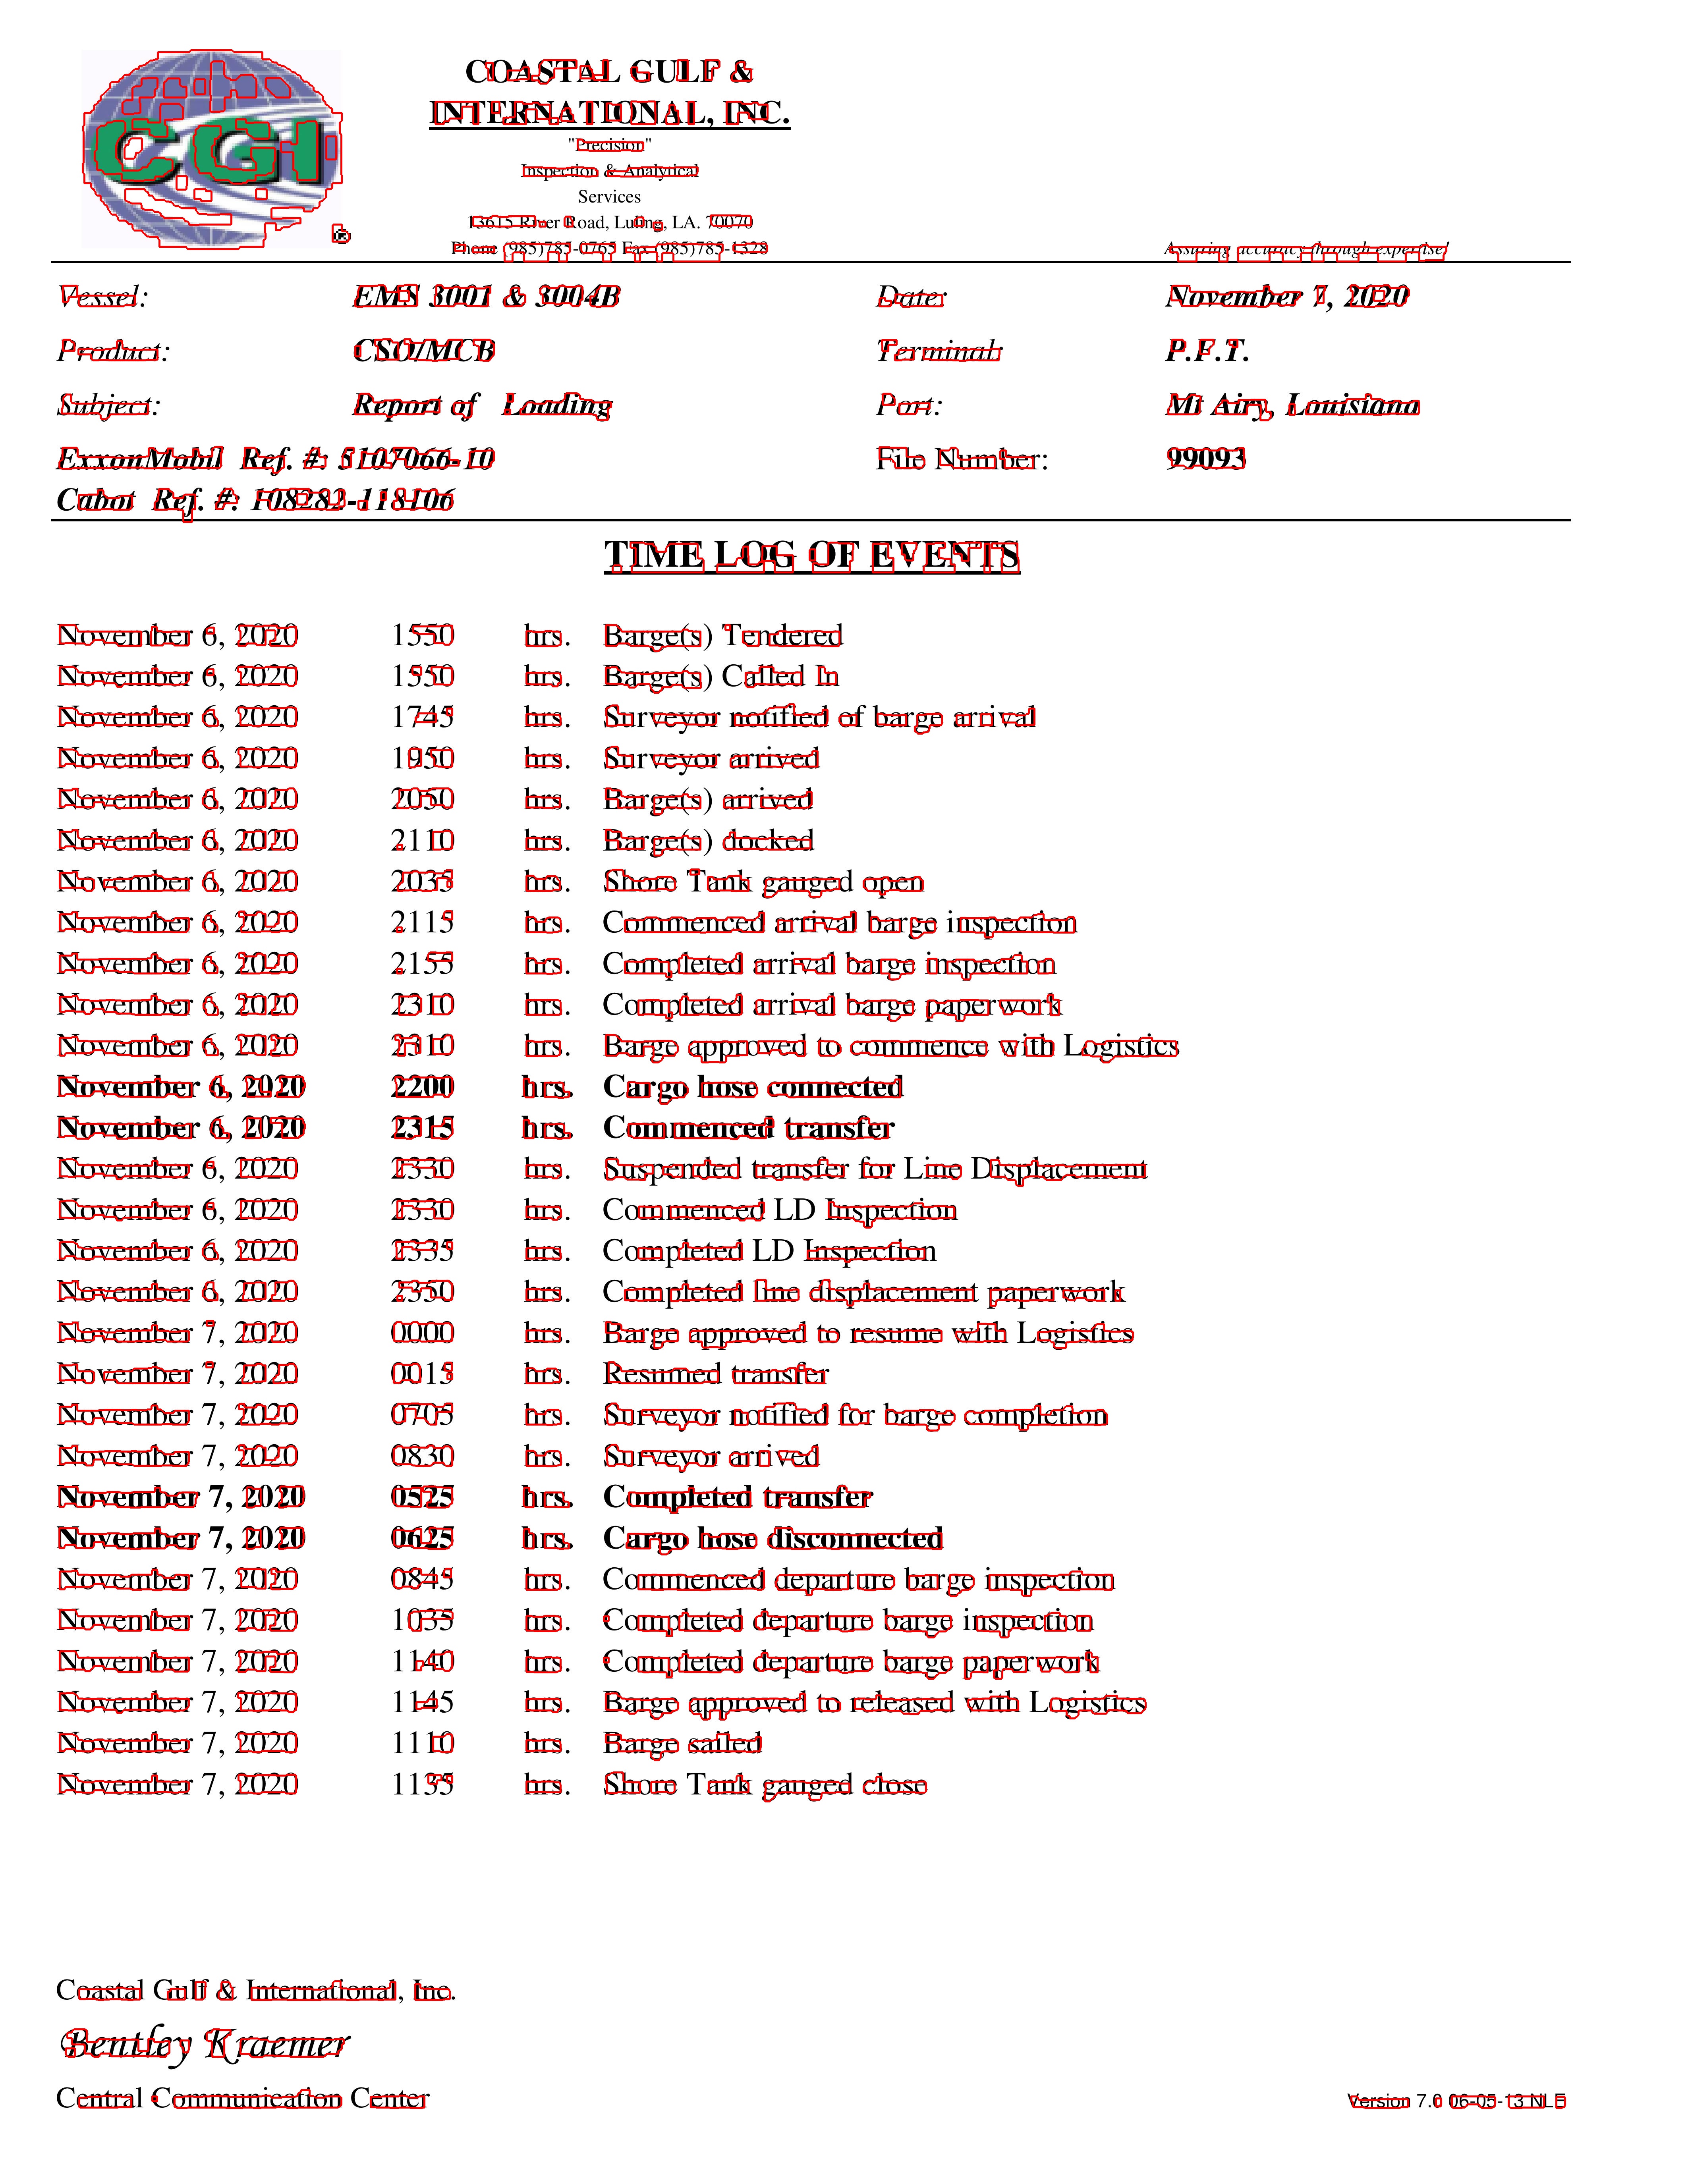 CGI
®
COASTAL GULF &
INTERNATIONAL, INC.
"Precision"
Inspection & Analytical
Services
13615 River Road, Luling, LA. 70070
Phone (985)785-0765 Fax (985)785-1328 Assuring accuracy through expertise!
Vessel: EMS 3001 & 3004B Date: November 7, 2020
Product: CSO/MCB Terminal: P.F.T.
Subject: Report of Loading Port: Mt Airy, Louisiana
ExxonMobil Ref. #: 5107066-10 File Number: 99093
Cabot Ref. #: 108282-118106
TIME LOG OF EVENTS
November 6, 2020 1550 hrs. Barge(s) Tendered
November 6, 2020 1550 hrs. Barge(s) Called In
November 6, 2020 1745 hrs. Surveyor notified of barge arrival
November 6, 2020 1950 hrs. Surveyor arrived
November 6, 2020 2050 hrs. Barge(s) arrived
November 6, 2020 2110 hrs. Barge(s) docked
November 6, 2020 2035 hrs. Shore Tank gauged open
November 6, 2020 2115 hrs. Commenced arrival barge inspection
November 6, 2020 2155 hrs. Completed arrival barge inspection
November 6, 2020 2310 hrs. Completed arrival barge paperwork
November 6, 2020 2310 hrs. Barge approved to commence with Logistics
November 6, 2020 2200 hrs. Cargo hose connected
November 6, 2020 2315 hrs. Commenced transfer
November 6, 2020 2330 hrs. Suspended transfer for Line Displacement
November 6, 2020 2330 hrs. Commenced LD Inspection
November 6, 2020 2335 hrs. Completed LD Inspection
November 6, 2020 2350 hrs. Completed line displacement paperwork
November 7, 2020 0000 hrs. Barge approved to resume with Logistics
November 7, 2020 0015 hrs. Resumed transfer
November 7, 2020 0705 hrs. Surveyor notified for barge completion
November 7, 2020 0830 hrs. Surveyor arrived
November 7, 2020 0525 hrs. Completed transfer
November 7, 2020 0625 hrs. Cargo hose disconnected
November 7, 2020 0845 hrs. Commenced departure barge inspection
November 7, 2020 1035 hrs. Completed departure barge inspection
November 7, 2020 1140 hrs. Completed departure barge paperwork
November 7, 2020 1145 hrs. Barge approved to released with Logistics
November 7, 2020 1110 hrs. Barge sailed
November 7, 2020 1135 hrs. Shore Tank gauged close
Coastal Gulf & International, Inc.
Bentley Kraemer
Central Communication Center
Version 7.0 06-05-13 NLE